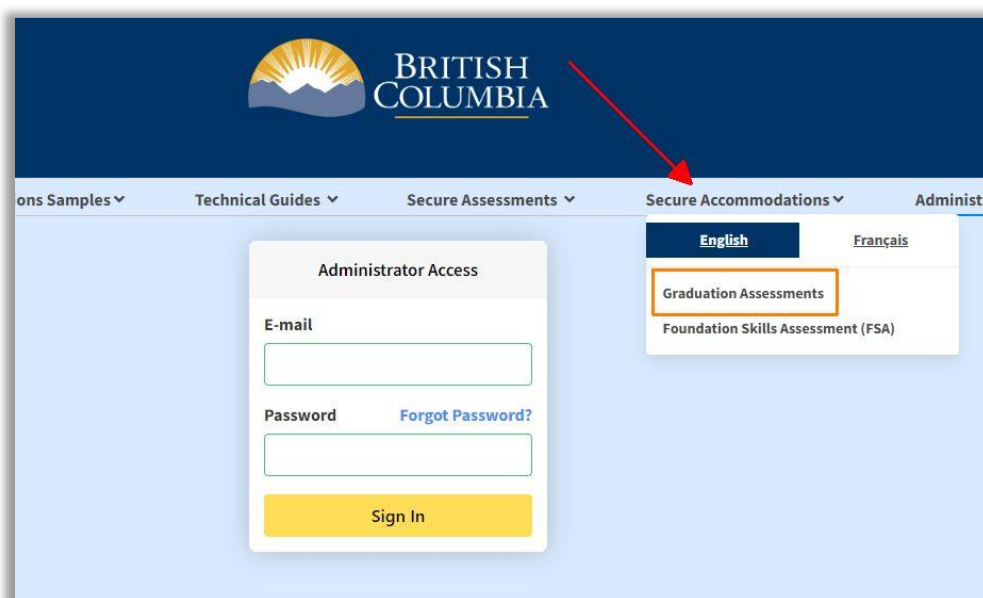 BRITISH
COLUMBIA
ons Samples Technical Guides Secure Assessments Secure Accommodations Administ
English Français
Graduation Assessments
Foundation Skills Assessment (FSA)
Administrator Access
E-mail
Password Forgot Password?
Sign In